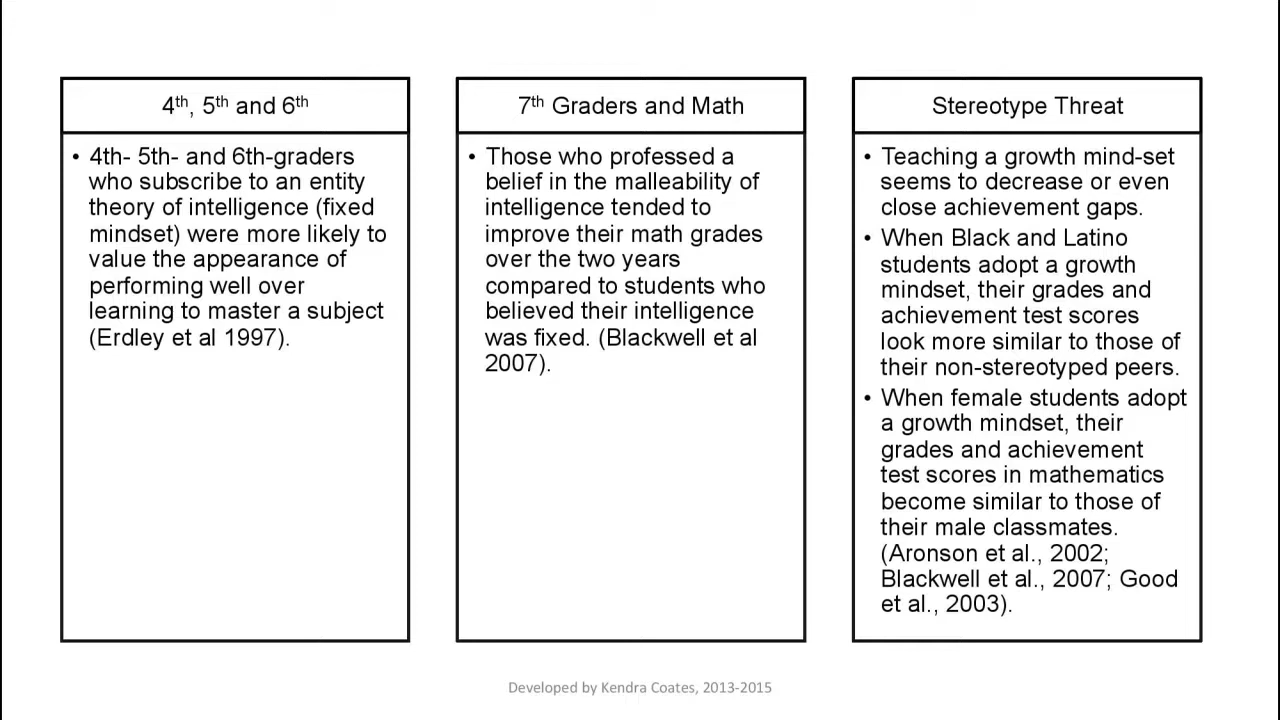 4th, 5th and 6th
• 4th- 5th- and 6th-graders
who subscribe to an entity
theory of intelligence (fixed
mindset) were more likely to
value the appearance of
performing well over
learning to master a subject
(Erdley et al 1997).
7th Graders and Math
• Those who professed a
belief in the malleability of
intelligence tended to
improve their math grades
over the two years
compared to students who
believed their intelligence
was fixed. (Blackwell et al
2007).
Stereotype Threat
• Teaching a growth mind-set
seems to decrease or even
close achievement gaps.
• When Black and Latino
students adopt a growth
mindset, their grades and
achievement test scores
look more similar to those of
their non-stereotyped peers.
• When female students adopt
a growth mindset, their
grades and achievement
test scores in mathematics
become similar to those of
their male classmates.
(Aronson et al., 2002;
Blackwell et al., 2007; Good
et al., 2003).
Developed by Kendra Coates, 2013-2015